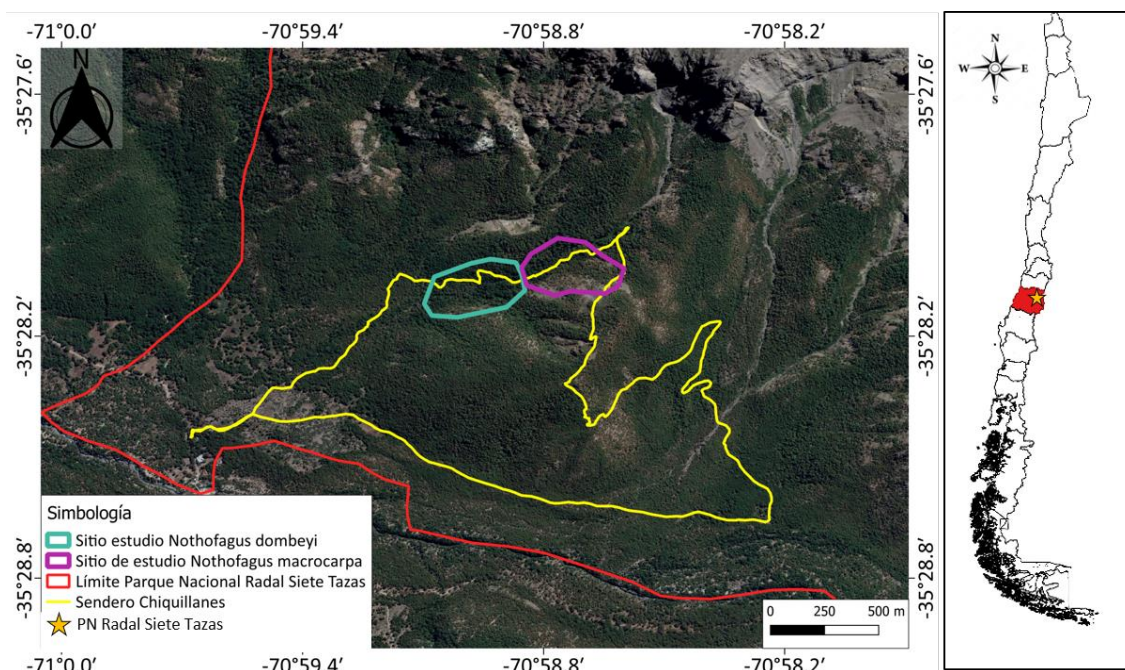 -71°0.0′ -70°59.4′ -70°58.8′ -70°58.2′
N
-35°27.6′ -35°27.6′
-35°28.2′ -35°28.2′
-35°28.8′ -35°28.8′
Simbología
Sitio estudio Nothofagus dombeyi
Sitio de estudio Nothofagus macrocarpa
Límite Parque Nacional Radal Siete Tazas
Sendero Chiquillanes
PN Radal Siete Tazas
0 250 500 m
-71°0.0′ -70°59.4′ -70°58.8′ -70°58.2′
N
W E
S